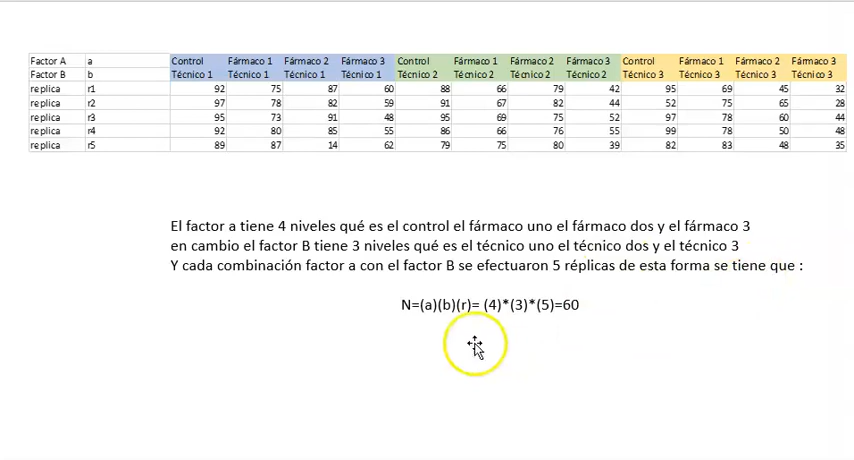 Factor A a Control Fármaco 1 Fármaco 2 Fármaco 3 Control Fármaco 1 Fármaco 2 Fármaco 3 Control Fármaco 1 Fármaco 2 Fármaco 3
Factor B b Técnico 1 Técnico 1 Técnico 1 Técnico 1 Técnico 2 Técnico 2 Técnico 2 Técnico 2 Técnico 3 Técnico 3 Técnico 3 Técnico 3
replica r1 92 75 87 60 88 66 79 42 95 69 45 32
replica r2 97 78 82 59 91 67 82 44 52 75 65 28
replica r3 95 73 91 48 95 69 75 52 97 78 60 44
replica r4 92 80 85 55 86 66 76 55 99 78 50 48
replica r5 89 87 14 62 79 75 80 39 82 83 48 35
El factor a tiene 4 niveles qué es el control el fármaco uno el fármaco dos y el fármaco 3
en cambio el factor B tiene 3 niveles qué es el técnico uno el técnico dos y el técnico 3
Y cada combinación factor a con el factor B se efectuaron 5 réplicas de esta forma se tiene que :
N=(a)(b)(r)= (4)*(3)*(5)=60